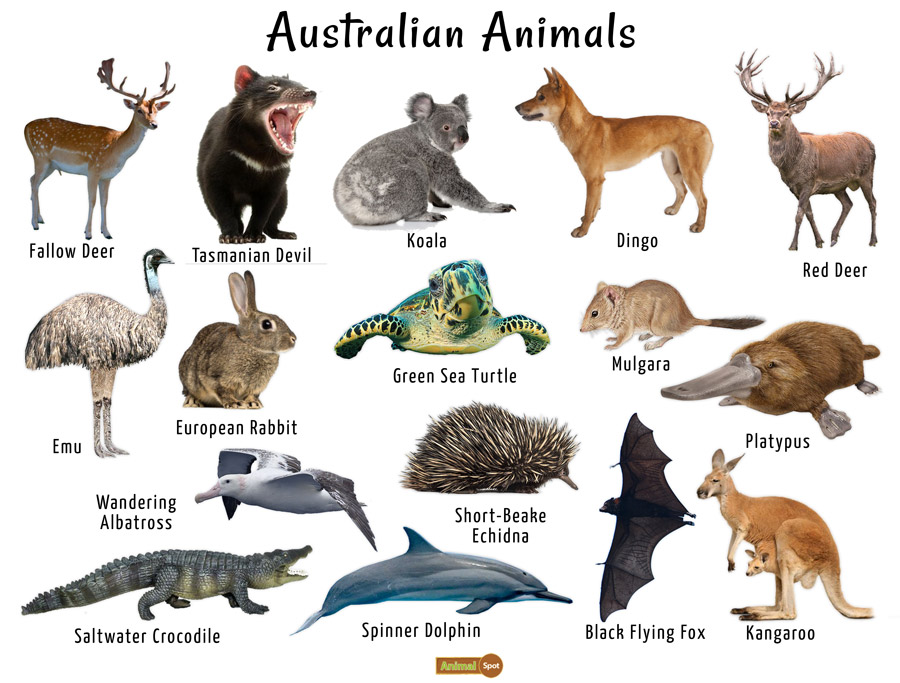 Australian Animals
Fallow Deer
Tasmanian Devil
Koala
Dingo
Red Deer
Emu
European Rabbit
Green Sea Turtle
Mulgara
Platypus
Wandering
Albatross
Short-Beake
Echidna
Saltwater Crocodile
Spinner Dolphin
Black Flying Fox
Kangaroo
Animal Spot